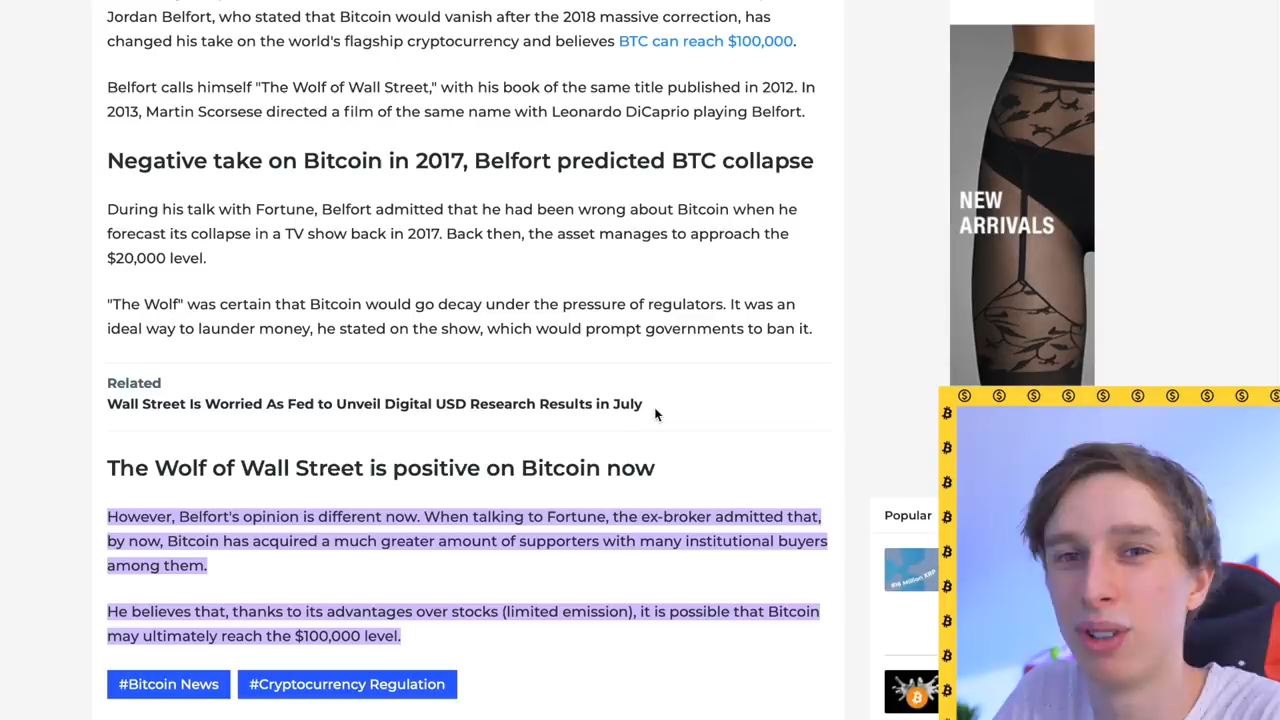 Jordan Belfort, who stated that Bitcoin would vanish after the 2018 massive correction, has
changed his take on the world's flagship cryptocurrency and believes BTC can reach $100,000.
Belfort calls himself "The Wolf of Wall Street," with his book of the same title published in 2012. In
2013, Martin Scorsese directed a film of the same name with Leonardo DiCaprio playing Belfort.
Negative take on Bitcoin in 2017, Belfort predicted BTC collapse
During his talk with Fortune, Belfort admitted that he had been wrong about Bitcoin when he
forecast its collapse in a TV show back in 2017. Back then, the asset manages to approach the
$20,000 level.
"The Wolf" was certain that Bitcoin would go decay under the pressure of regulators. It was an
ideal way to launder money, he stated on the show, which would prompt governments to ban it.
Related
Wall Street Is Worried As Fed to Unveil Digital USD Research Results in July
The Wolf of Wall Street is positive on Bitcoin now
However, Belfort's opinion is different now. When talking to Fortune, the ex-broker admitted that,
by now, Bitcoin has acquired a much greater amount of supporters with many institutional buyers
among them.
He believes that, thanks to its advantages over stocks (limited emission), it is possible that Bitcoin
may ultimately reach the $100,000 level.
#Bitcoin News
#Cryptocurrency Regulation
NEW
ARRIVALS
Popular
Million XRP